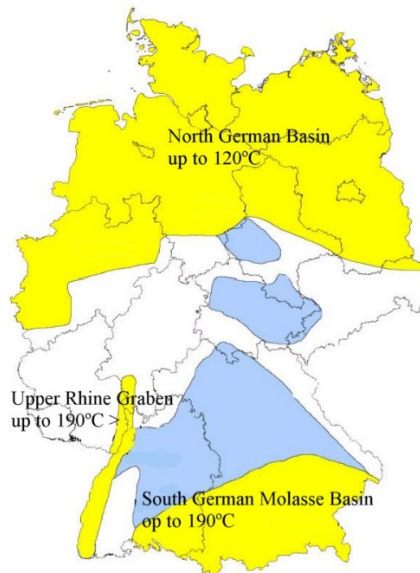 North German Basin
up to 120ºC
Upper Rhine Graben
up to 190ºC >
South German Molasse Basin
op to 190ºC